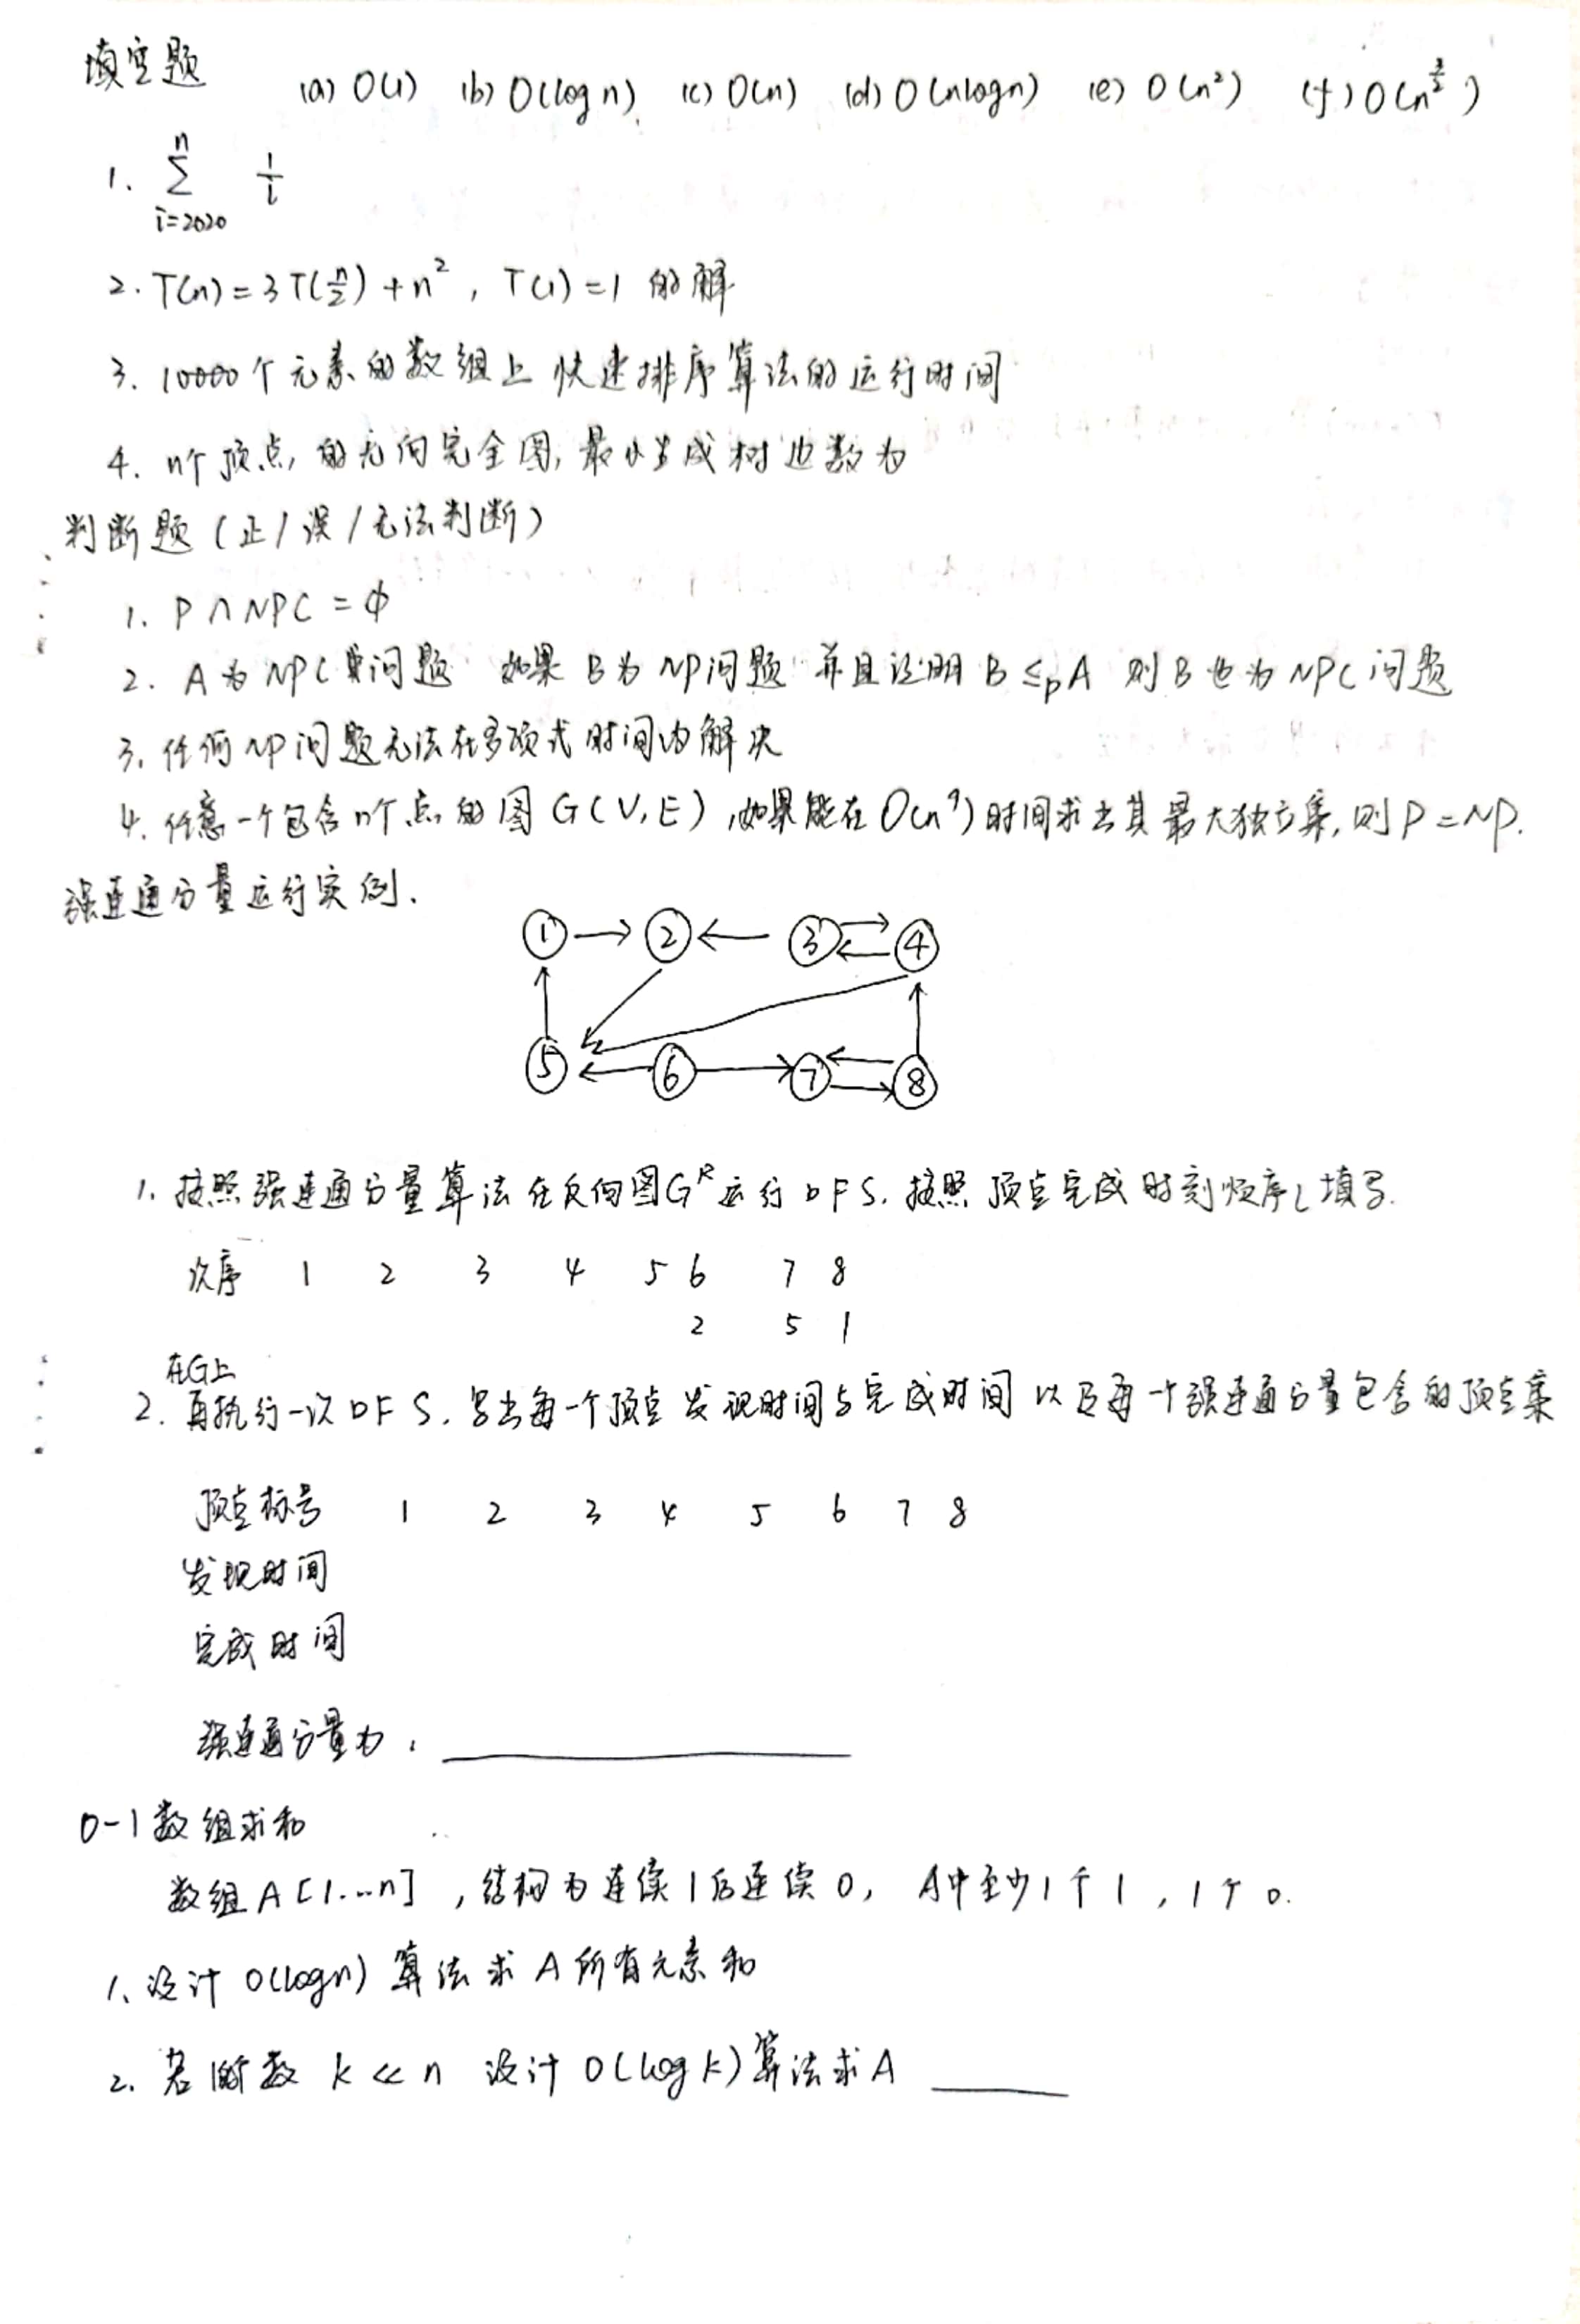 填空题
(a) O(1) (b) O(log n) (c) O(n) (d) O(nlogn) (e) O(n²) (f) O(n^{3/2})
1. \sum_{i=2020}^{n} \frac{1}{i}
2. T(n) = 3T(\frac{n}{2}) + n², T(1) = 1 的解
3. 10000个元素的数组上快速排序算法的运行时间
4. n个顶点的无向完全图, 最小生成树边数为
判断题 (正/误/无法判断)
1. P∩NPC = ϕ
2. A为NPC类问题 如果B为NP问题 并且证明 B ≤p A 则B也为NPC问题
3. 任何NP问题无法在多项式时间内解决
4. 任意一个包含n个点的图G(V,E), 如果能在O(n⁹)时间求出其最大独立集, 则P=NP.
强连通分量运行实例.
① ② ③ ④
⑤ ⑥ ⑦ ⑧
1. 按照强连通分量算法在反向图G^R运行DFS. 按照顶点完成时刻顺序L填写.
次序 1 2 3 4 5 6 7 8
2 5 1
在G上
2. 再执行一次DFS. 写出每一个顶点发现时间与完成时间以及每一个强连通分量包含的顶点集
顶点标号 1 2 3 4 5 6 7 8
发现时间
完成时间
强连通分量为:
0-1数组求和
数组A[1...n], 结构为连续1后连续0, A中至少1个1, 1个0.
1、设计O(logn)算法求A所有元素和
2. 若 数 k << n 设计O(log k)算法求A